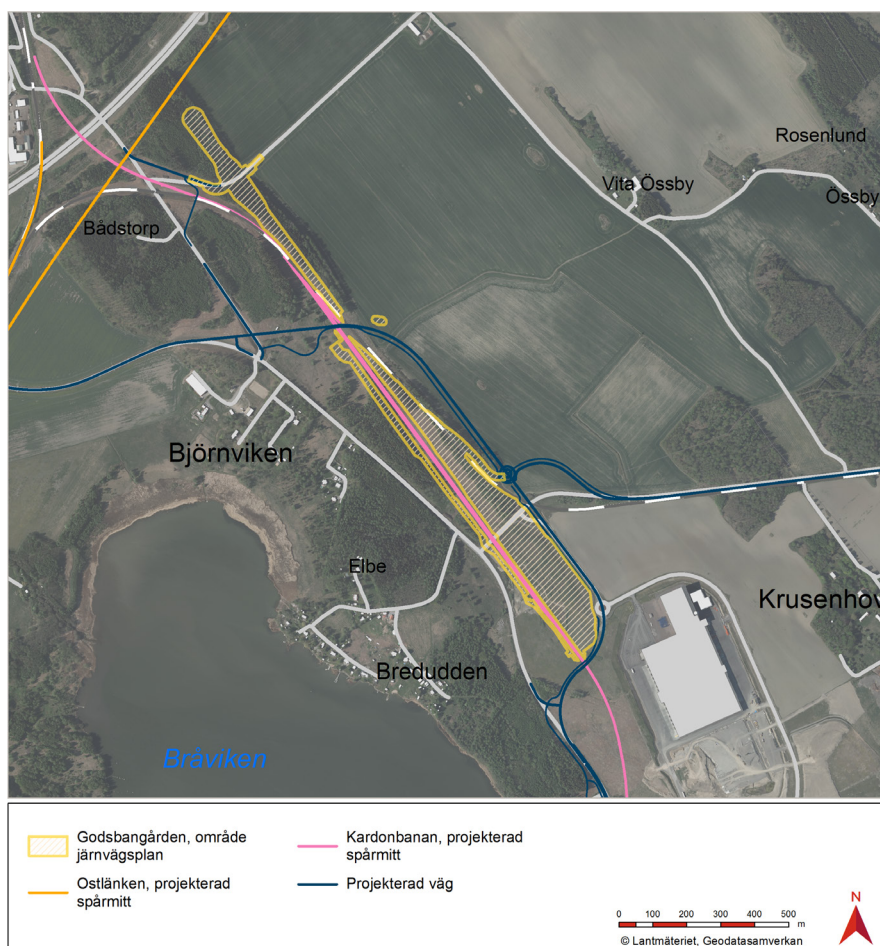 Rosenlund
Vita Össby
Össby
Bådstorp
Björnviken
Elbe
Krusenhov
Bredudden
Bråviken
Godsbangården, område
järnvägsplan
Kardonbanan, projekterad
spårmitt
Ostlänken, projekterad
spårmitt
Projekterad väg
N
0 100 200 300 400 500
m
© Lantmäteriet, Geodatasamverkan